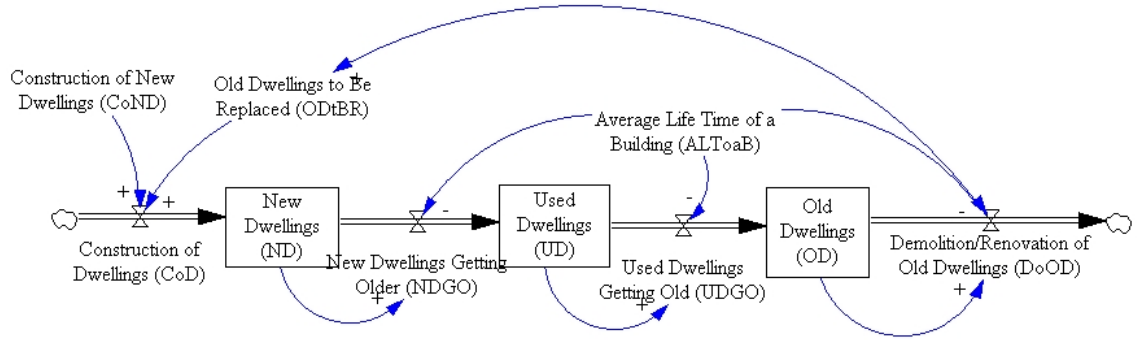 Construction of New
Dwellings (CoND)
Old Dwellings to Be
Replaced (ODtBR)
+
Average Life Time of a
Building (ALToaB)
+
+
New
Dwellings
(ND)
-
Used
Dwellings
(UD)
-
Old
Dwellings
(OD)
-
Construction of
Dwellings (CoD)
New Dwellings Getting
Older (NDGO)
+
Used Dwellings
Getting Old (UDGO)
+
Demolition/Renovation of
Old Dwellings (DoOD)
+